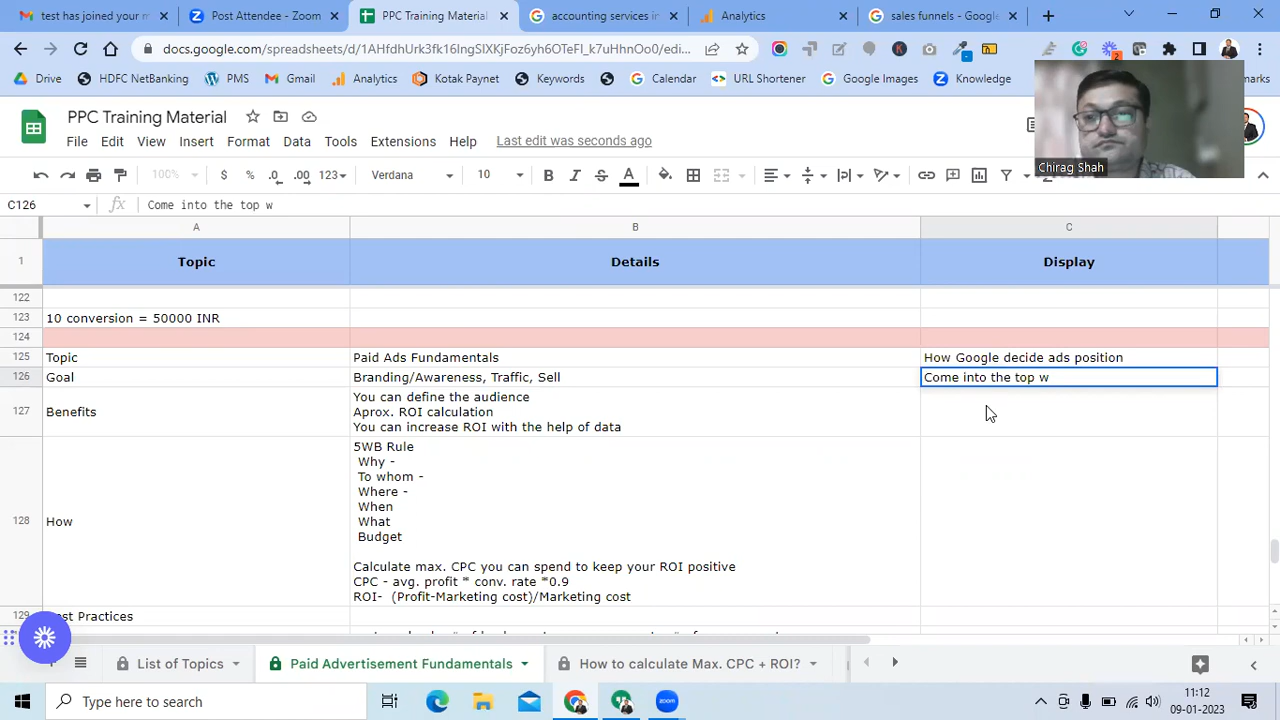 test has joined your m
Post Attendee - Zoom
PPC Training Material
accounting services in
Analytics
sales funnels - Google
docs.google.com/spreadsheets/d/1AHfdhUrk3fk16IngSlXKjFoz6yh6OTeFI_k7uHhnOo0/edi...
Drive
HDFC NetBanking
PMS
Gmail
Analytics
Kotak Paynet
Keywords
Calendar
URL Shortener
Google Images
Knowledge
PPC Training Material
File Edit View Insert Format Data Tools Extensions Help Last edit was seconds ago
100% $ % .0 .00 123 Verdana 10 B I S A
Chirag Shah
C126 fx Come into the top w
A B C
1 Topic Details Display
122
123 10 conversion = 50000 INR
124
125 Topic Paid Ads Fundamentals How Google decide ads position
126 Goal Branding/Awareness, Traffic, Sell Come into the top w
127 Benefits You can define the audience
Aprox. ROI calculation
You can increase ROI with the help of data
128 How 5WB Rule
Why -
To whom -
Where -
When
What
Budget
Calculate max. CPC you can spend to keep your ROI positive
CPC - avg. profit * conv. rate *0.9
ROI- (Profit-Marketing cost)/Marketing cost
129 Practices
List of Topics
Paid Advertisement Fundamentals
How to calculate Max. CPC + ROI?
Type here to search
11:12
09-01-2023